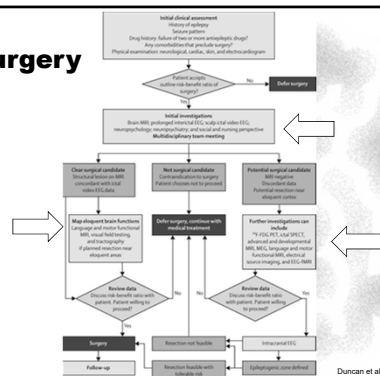 urgery
Initial clinical assessment
History of epilepsy
Seizure pattern
Drug history: failure of two or more antiepileptic drugs?
Any comorbidities that preclude surgery?
Physical examination: neurological, cardiac, skin, and electrocardiogram
Patient accepts
outline risk-benefit ratio of
surgery?
No
Defer surgery
Yes
Initial investigations
Brain MRI; prolonged interictal EEG; scalp ictal video EEG;
neuropsychology; neuropsychiatry; and social and nursing perspective
Multidisciplinary team meeting
Clear surgical candidate
Structural lesion on MRI
concordant with ictal
video EEG data
Not surgical candidate
Contraindication to surgery
Patient chooses not to proceed
Potential surgical candidate
MRI negative
Discordant data
Potential resection near
eloquent cortex
Map eloquent brain functions
Language and motor functional
MRI, visual field testing,
and tractography
if planned resection near
eloquent areas
Defer surgery, continue with
medical treatment
Further investigations can
include
¹⁸F-FDG PET, ictal SPECT,
advanced and developmental
MRI, MEG, language and motor
functional MRI, electrical
source imaging, and EEG-fMRI
Review data
Discuss risk-benefit ratio with
patient. Patient willing to
proceed?
No
No
Review data
Discuss risk-benefit ratio
with patient. Patient willing
to proceed?
Yes
Yes
Surgery
Resection not feasible
Intracranial EEG
Follow-up
Resection feasible with
tolerable risk
Epileptogenic zone defined
Duncan et al